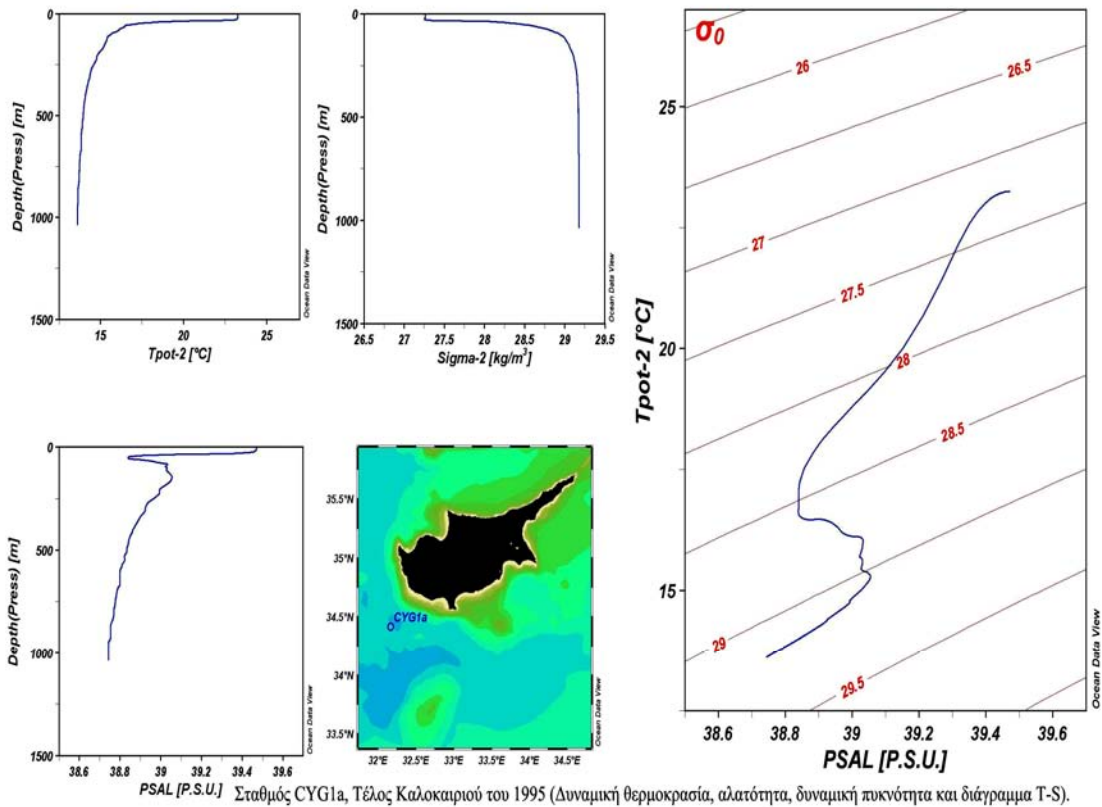 0
500
1000
1500
Depth(Press) [m]
15
20
25
Tpot-2 [°C]
Ocean Data View
0
500
1000
1500
Depth(Press) [m]
26.5
27
27.5
28
28.5
29
29.5
Sigma-2 [kg/m³]
Ocean Data View
σ0
26
26.5
27
27.5
28
28.5
29
29.5
25
20
15
Tpot-2 [°C]
38.6
38.8
39
39.2
39.4
39.6
PSAL [P.S.U.]
Ocean Data View
0
500
1000
1500
Depth(Press) [m]
38.6
38.8
39
39.2
39.4
39.6
PSAL [P.S.U.]
Ocean Data View
35.5°N
35°N
34.5°N
34°N
33.5°N
CYG1a
32°E
32.5°E
33°E
33.5°E
34°E
34.5°E
Ocean Data View
Σταθμός CYG1a, Τέλος Καλοκαιριού του 1995 (Δυναμική θερμοκρασία, αλατότητα, δυναμική πυκνότητα και διάγραμμα T-S).